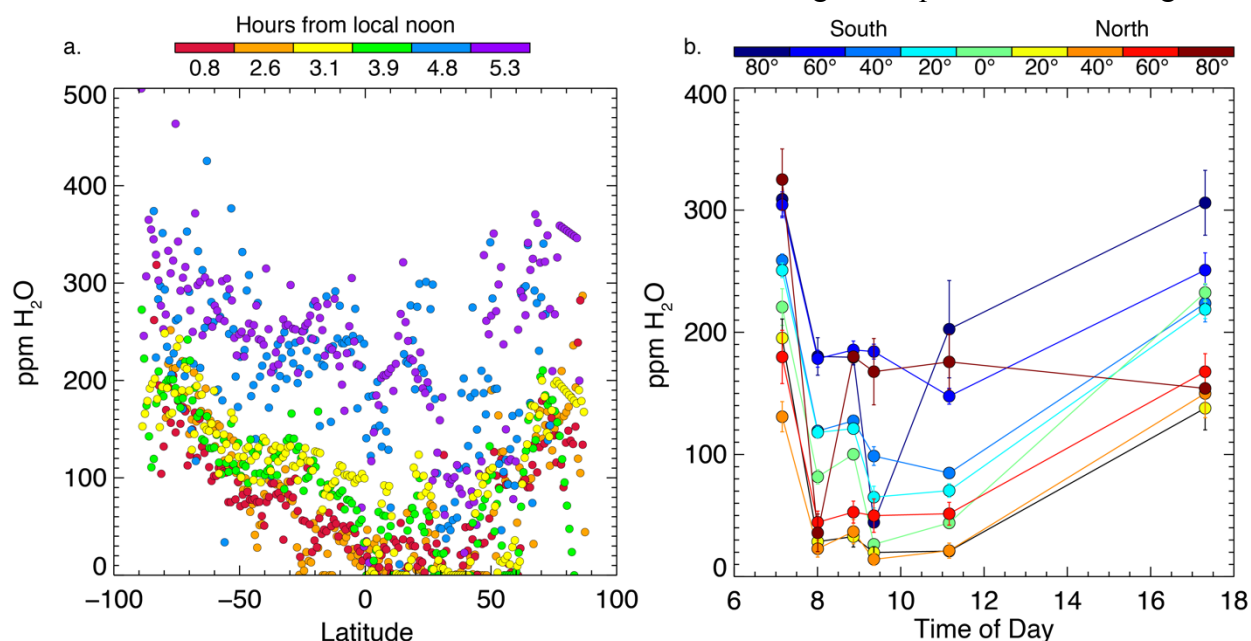 Hours from local noon
a.
0.8 2.6 3.1 3.9 4.8 5.3
500
400
300
200
100
0
ppm H₂O
−100 −50 0 50 100
Latitude
b.
South North
80° 60° 40° 20° 0° 20° 40° 60° 80°
400
300
200
100
0
ppm H₂O
6 8 10 12 14 16 18
Time of Day